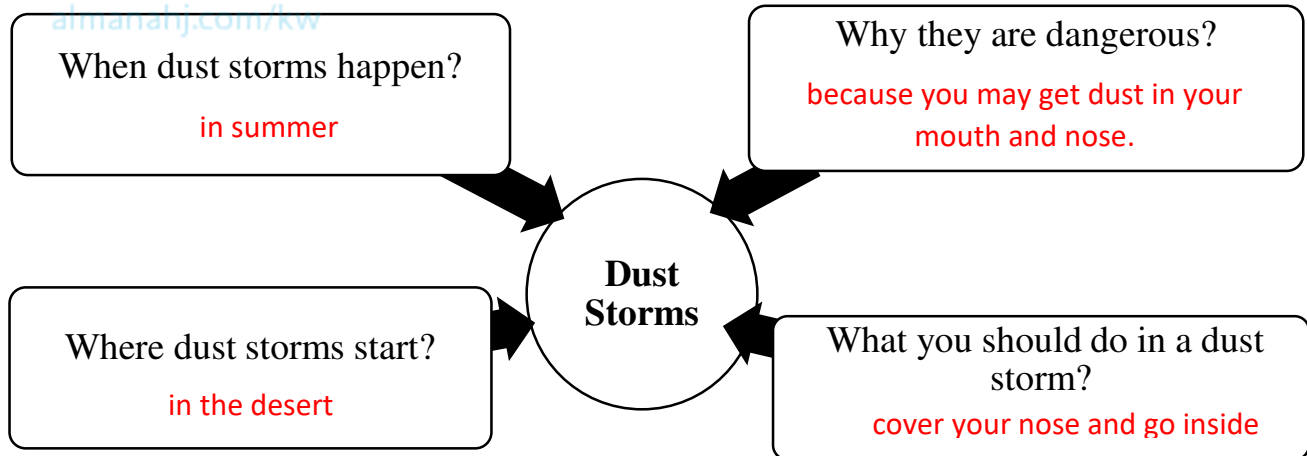 almanahj.com/kw
When dust storms happen?
in summer
Why they are dangerous?
because you may get dust in your
mouth and nose.
Dust
Storms
Where dust storms start?
in the desert
What you should do in a dust
storm?
cover your nose and go inside